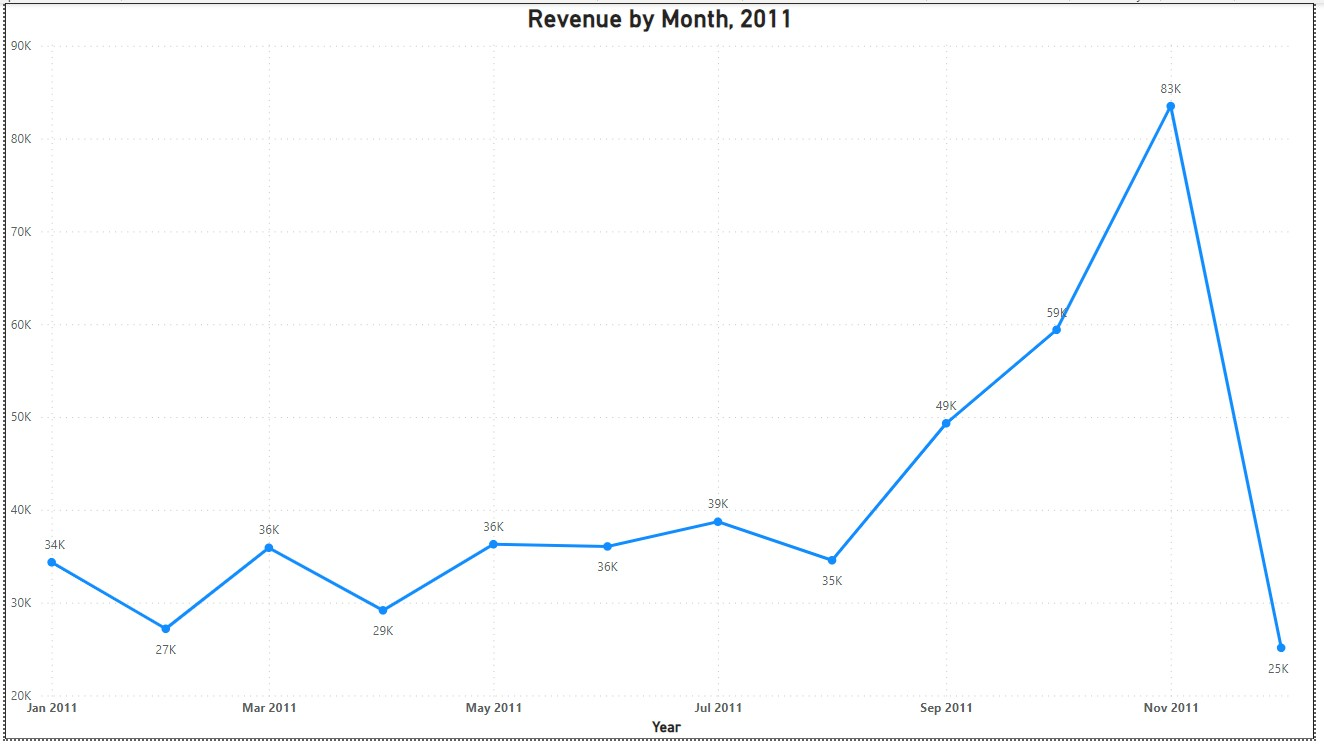 Revenue by Month, 2011
90K
83K
80K
70K
59K
60K
49K
50K
39K
40K
36K
36K
34K
36K
35K
30K
29K
27K
25K
20K
Jan 2011 Mar 2011 May 2011 Jul 2011 Sep 2011 Nov 2011
Year